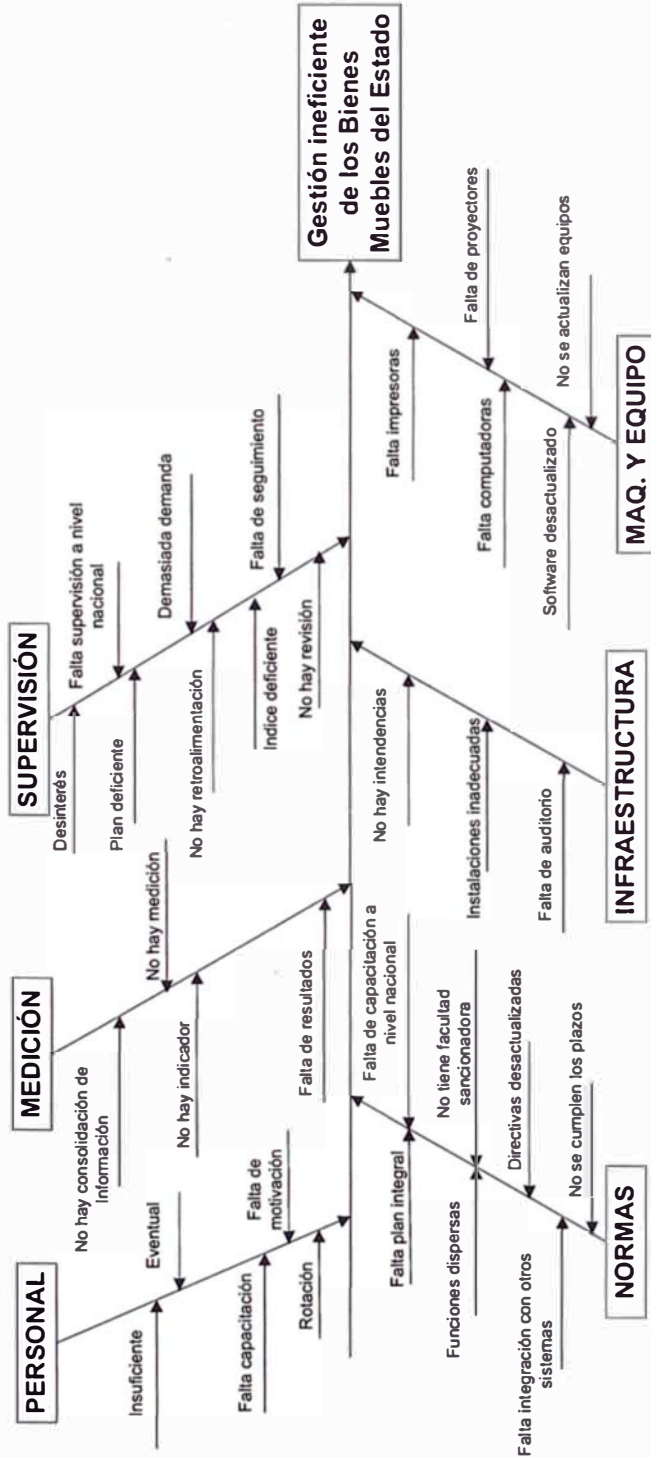 PERSONAL
Insuficiente
Eventual
Falta capacitación
Falta de
motivación
Rotación
MEDICIÓN
No hay consolidación de
Información
No hay medición
No hay indicador
Falta de resultados
SUPERVISIÓN
Desinterés
Falta supervisión a nivel
nacional
Plan deficiente
Demasiada demanda
No hay retroalimentación
Indice deficiente
Falta de seguimiento
No hay revisión
Gestión ineficiente
de los Bienes
Muebles del Estado
Falta de capacitación a
nivel nacional
Falta plan integral
No tiene facultad
sancionadora
Funciones dispersas
Directivas desactualizadas
Falta integración con otros
sistemas
No se cumplen los plazos
NORMAS
No hay intendencias
Instalaciones inadecuadas
Falta de auditorio
INFRAESTRUCTURA
Falta impresoras
Falta de proyectores
Falta computadoras
Software desactualizado
No se actualizan equipos
MAQ. Y EQUIPO